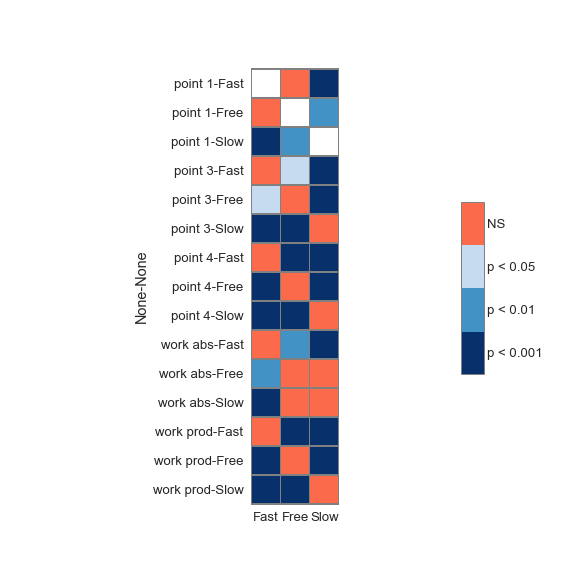 point 1-Fast
point 1-Free
point 1-Slow
point 3-Fast
point 3-Free
point 3-Slow
point 4-Fast
point 4-Free
point 4-Slow
work abs-Fast
work abs-Free
work abs-Slow
work prod-Fast
work prod-Free
work prod-Slow
None-None
Fast Free Slow
NS
p < 0.05
p < 0.01
p < 0.001